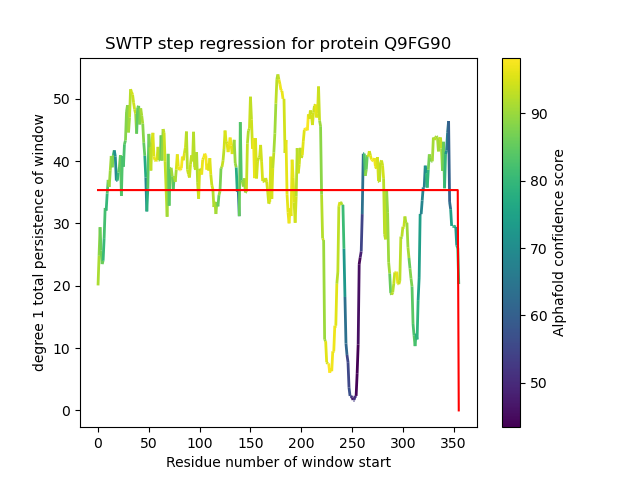 SWTP step regression for protein Q9FG90
degree 1 total persistence of window
50
40
30
20
10
0
0 50 100 150 200 250 300 350
Residue number of window start
90
80
70
60
50
Alphafold confidence score